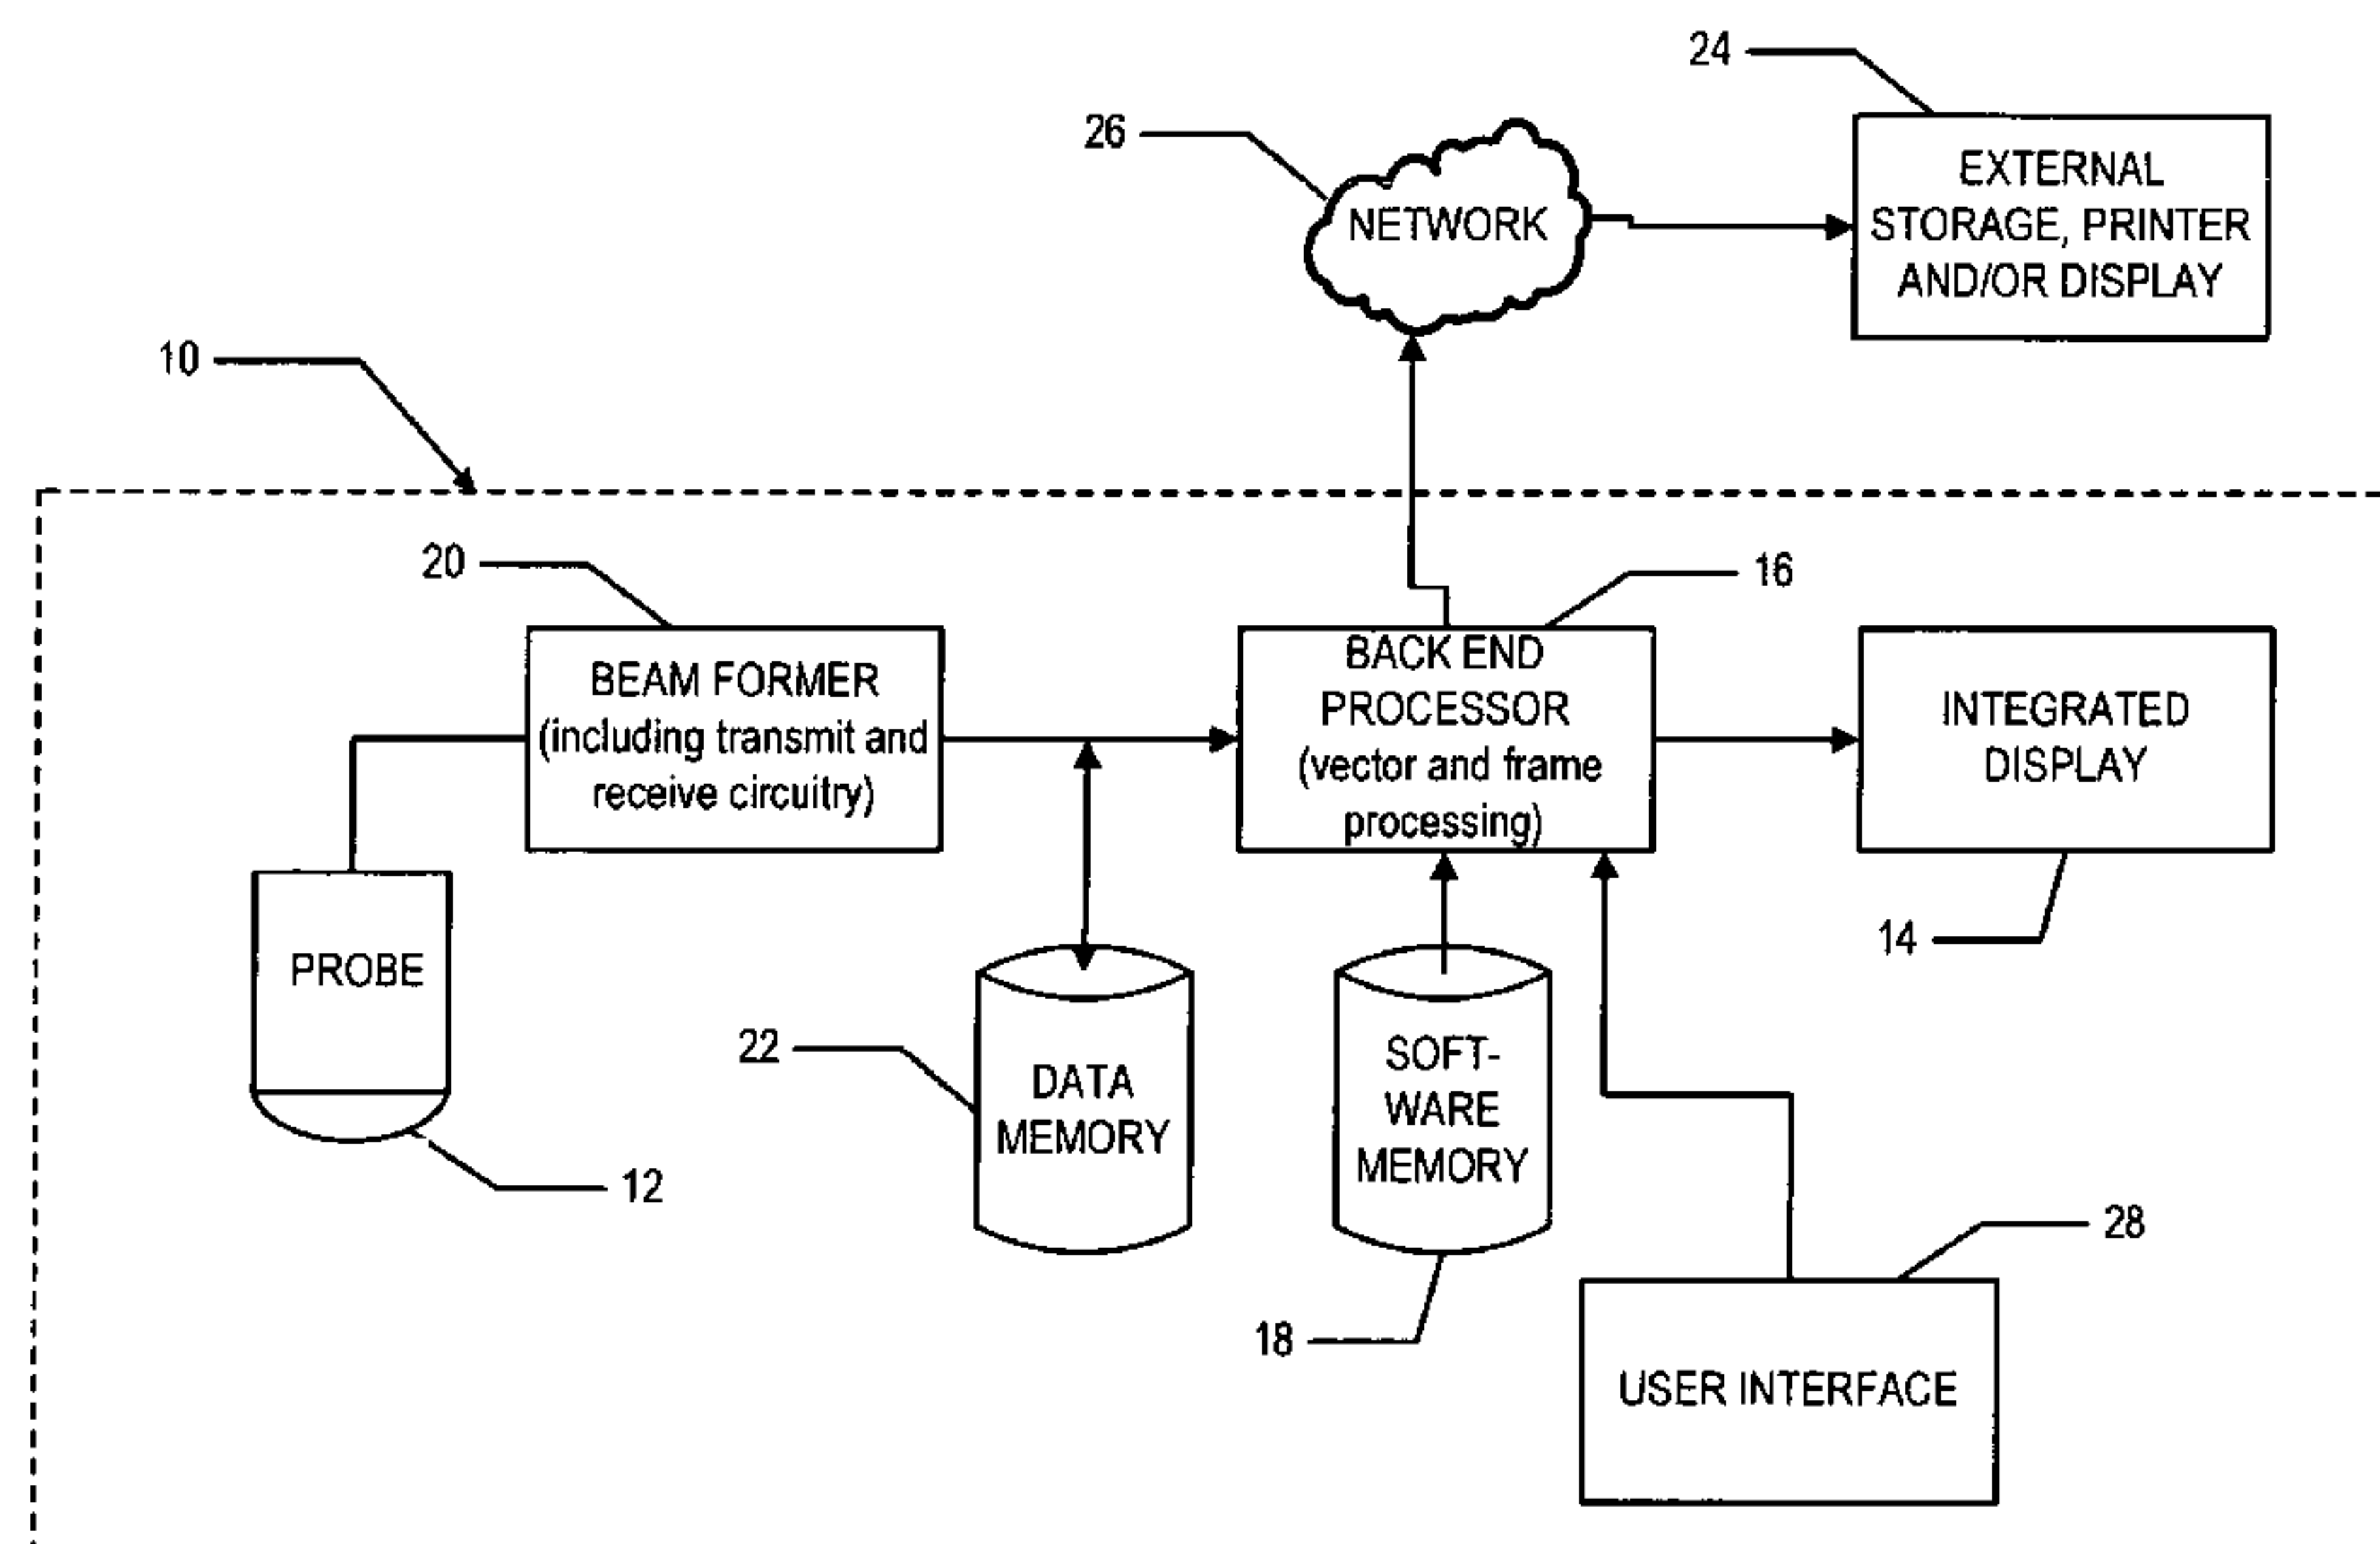 24
26
EXTERNAL
STORAGE, PRINTER
AND/OR DISPLAY
NETWORK
10
20
16
BEAM FORMER
(including transmit and
receive circuitry)
BACK END
PROCESSOR
(vector and frame
processing)
INTEGRATED
DISPLAY
14
PROBE
12
22
DATA
MEMORY
SOFT-
WARE
MEMORY
18
28
USER INTERFACE